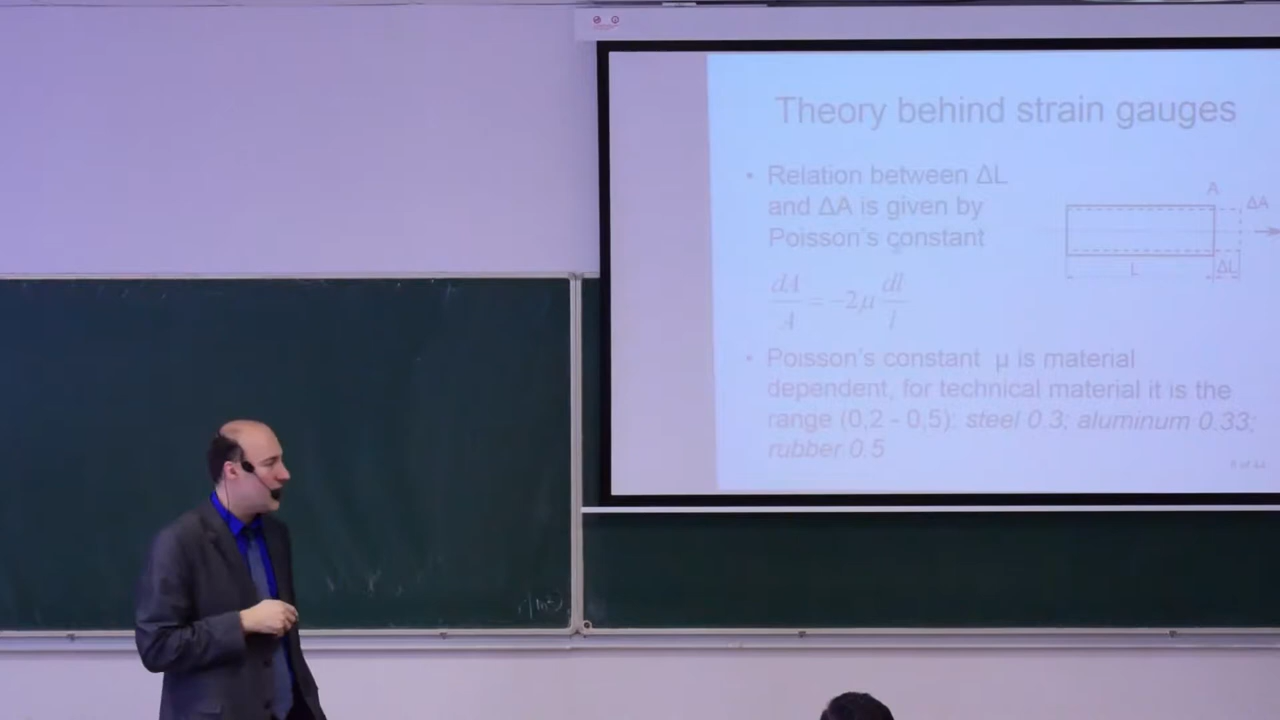 Theory behind strain gauges
• Relation between ΔL
and ΔA is given by
Poisson's constant
A
ΔA
L
ΔL
dA/A = -2μ dl/l
• Poisson's constant μ is material
dependent, for technical material it is the
range (0,2 - 0,5): steel 0.3; aluminum 0.33;
rubber 0.5